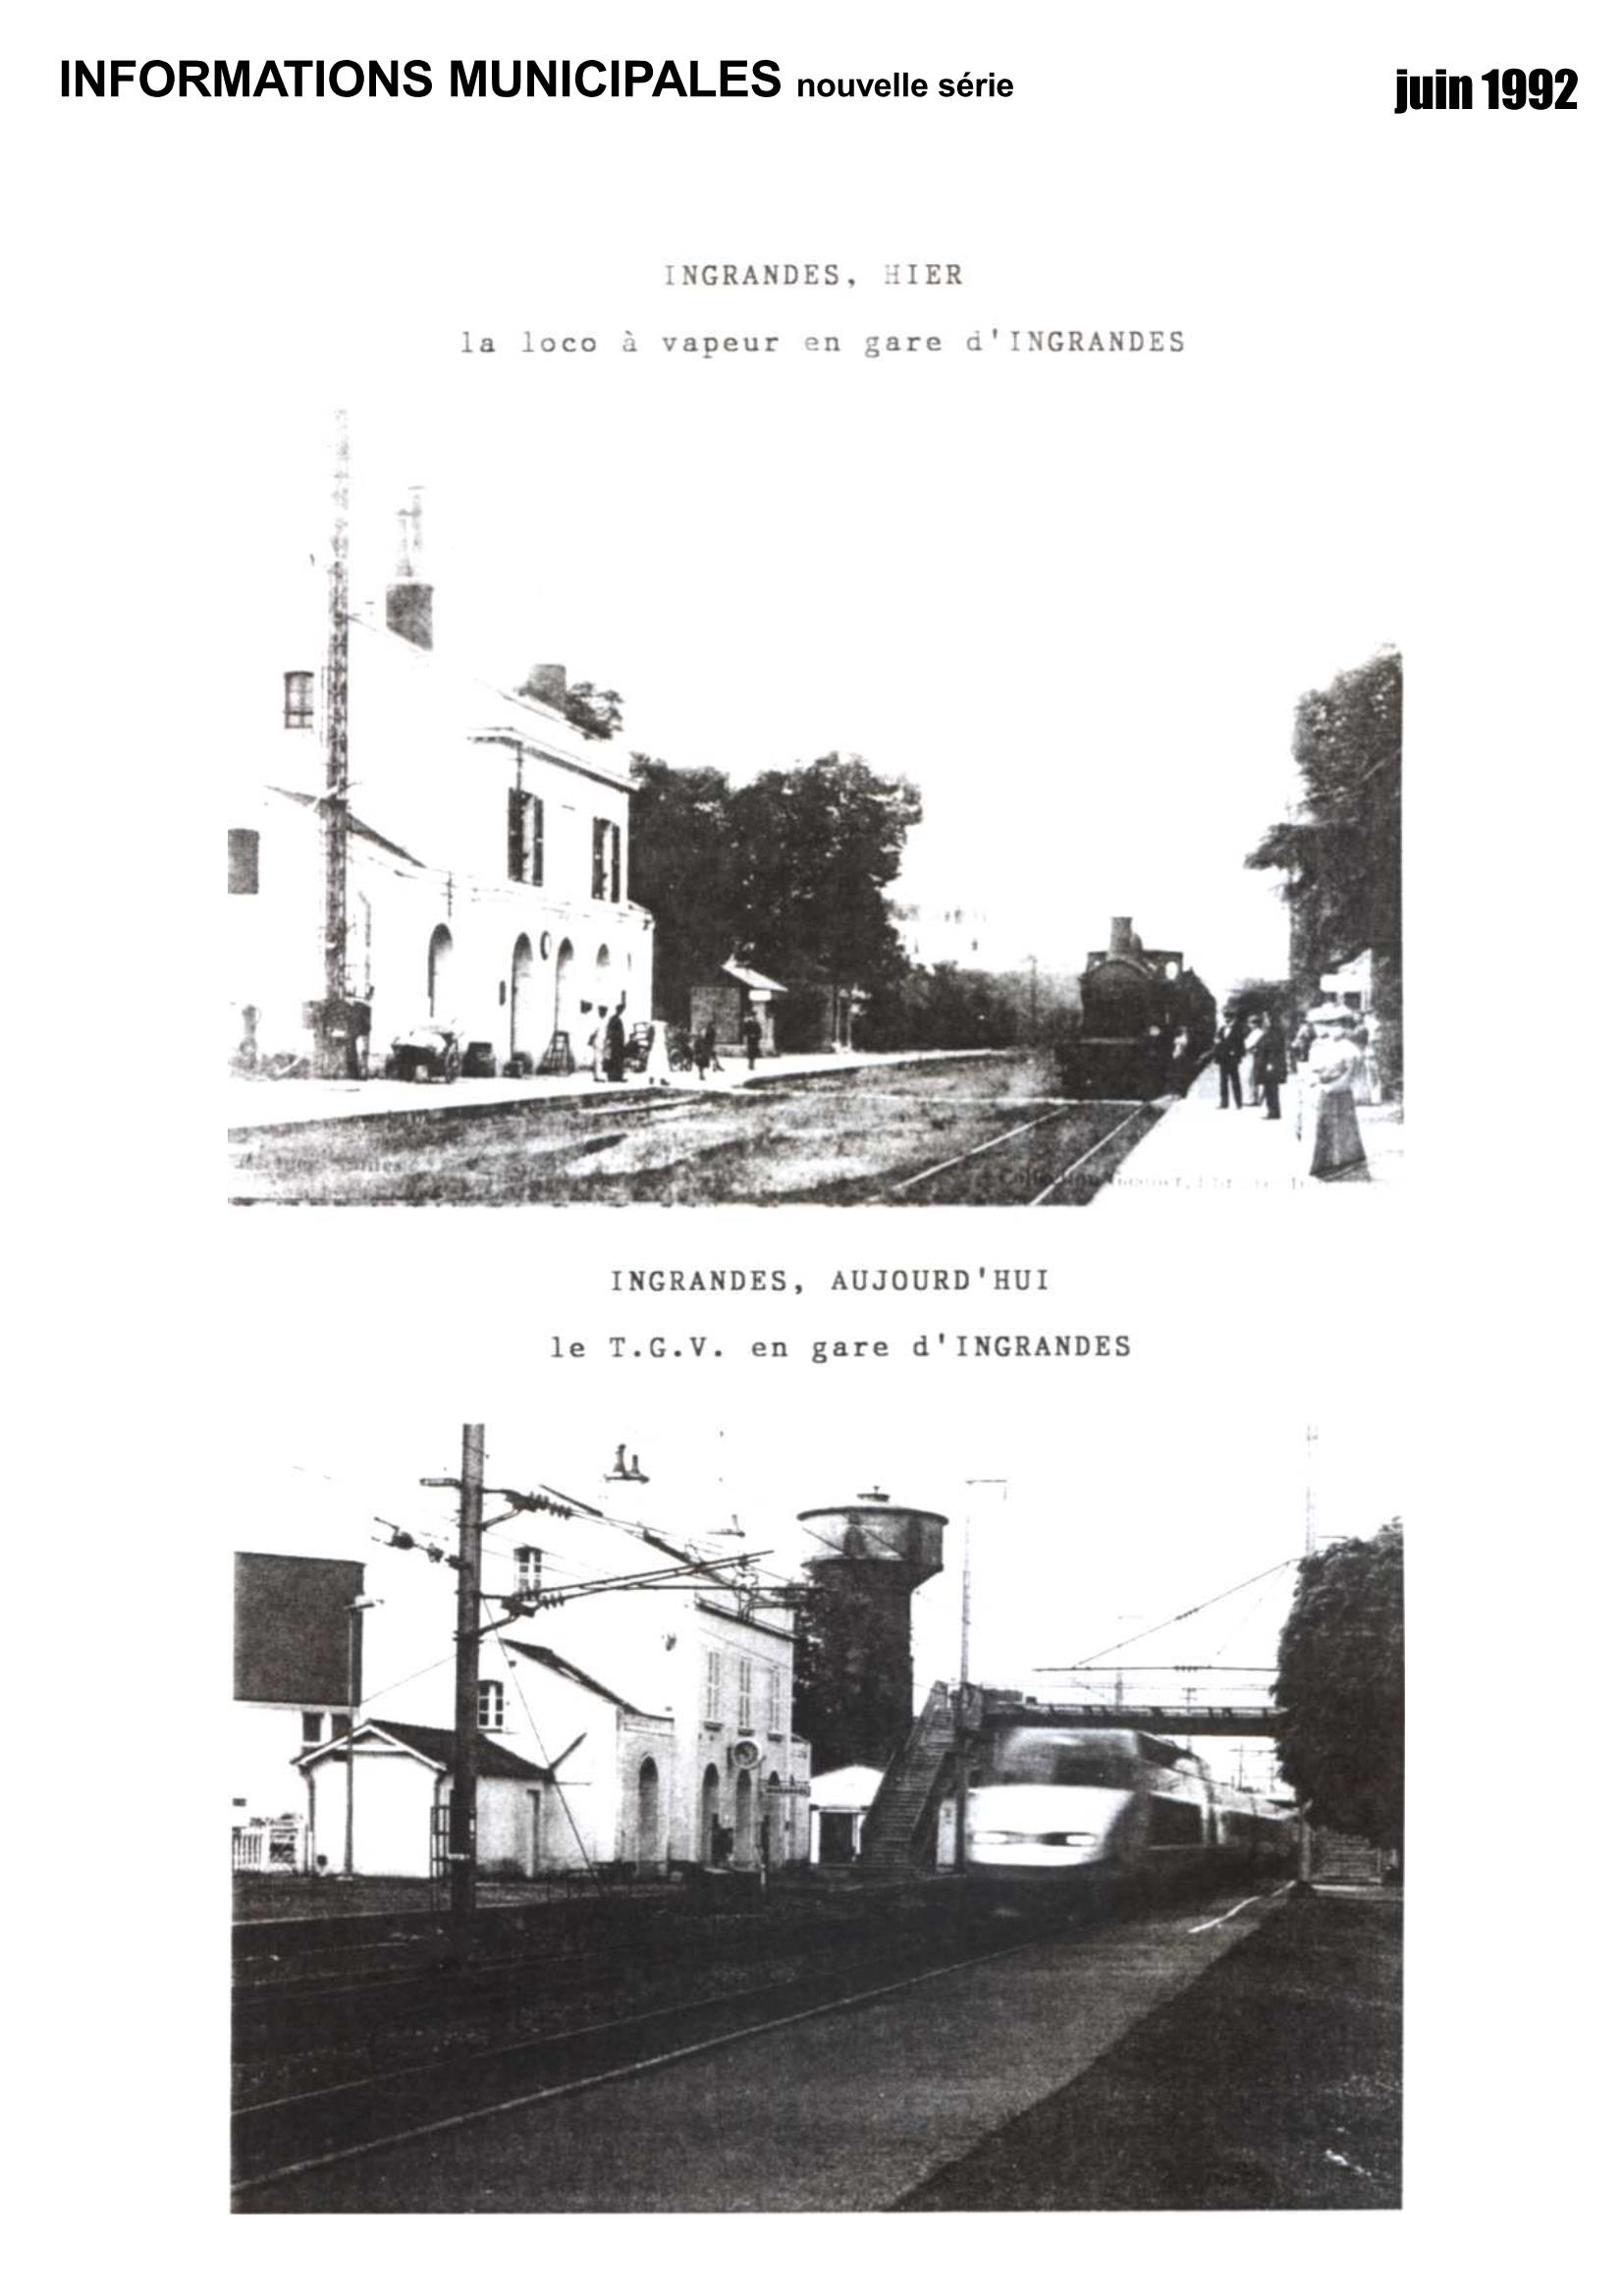 INFORMATIONS MUNICIPALES nouvelle série
juin 1992
INGRANDES, HIER
la loco à vapeur en gare d'INGRANDES
INGRANDES, AUJOURD'HUI
le T.G.V. en gare d'INGRANDES